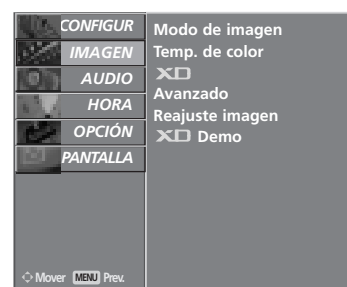 CONFIGUR
IMAGEN
AUDIO
HORA
OPCIÓN
PANTALLA
Modo de imagen
Temp. de color
XD
Avanzado
Reajuste imagen
XD Demo
Mover MENU Prev.